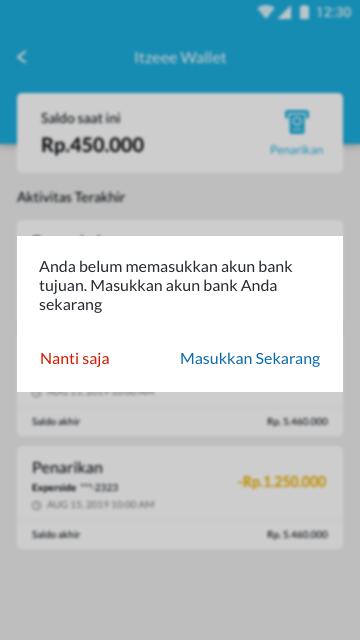 12:30
Itzeee Wallet
Saldo saat ini
Rp.450.000
Penarikan
Aktivitas Terakhir
Anda belum memasukkan akun bank
tujuan. Masukkan akun bank Anda
sekarang
Nanti saja
Masukkan Sekarang
AUG 15, 2019 10:00 AM
Saldo akhir
Rp. 5.460.000
Penarikan
-Rp.1.250.000
Experside ***-2323
AUG 15, 2019 10:00 AM
Saldo akhir
Rp. 5.460.000